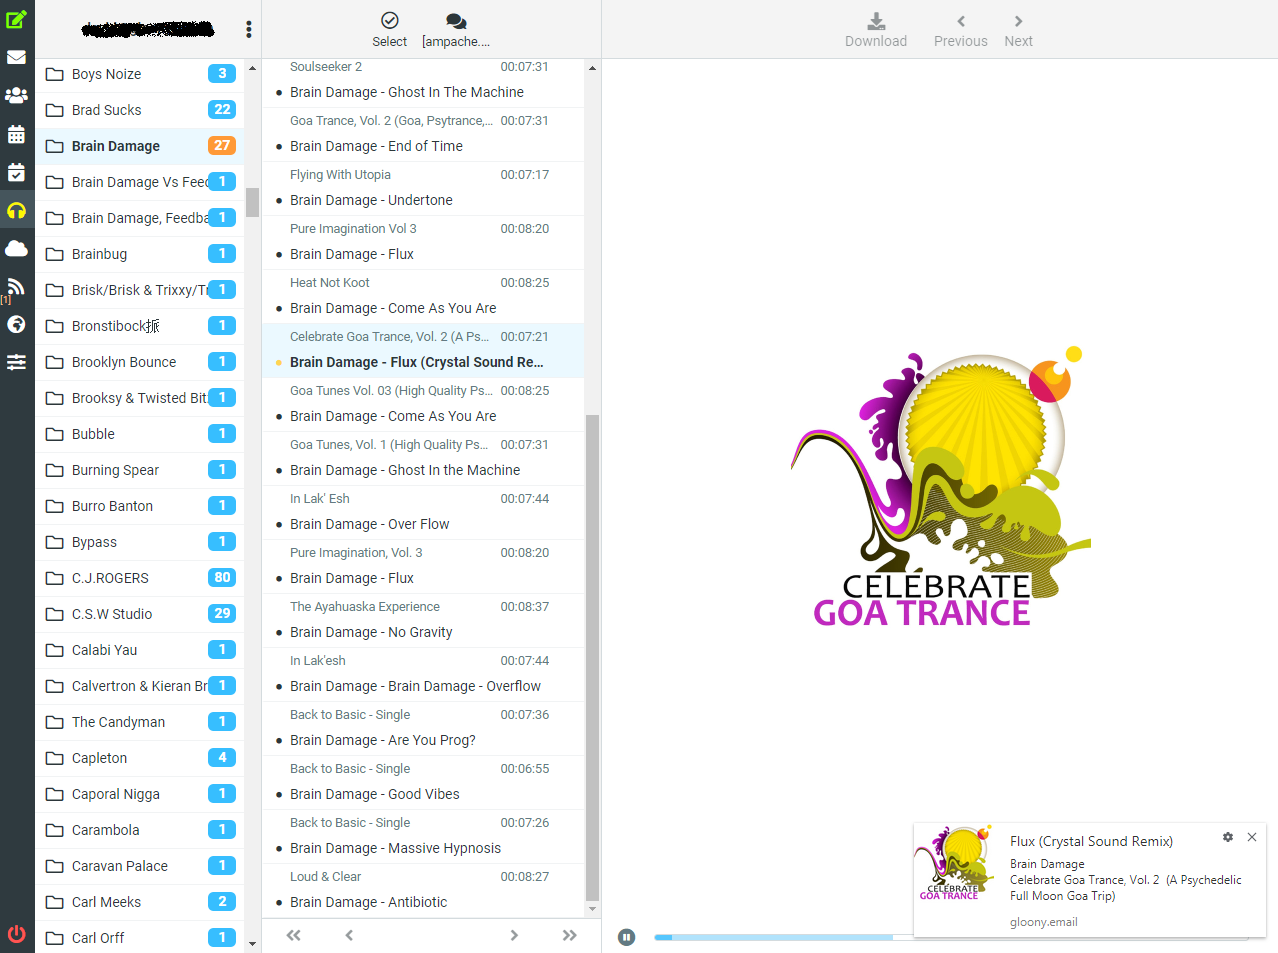 Select
[ampache....
Download
Previous
Next
Boys Noize 3
Brad Sucks 22
Brain Damage 27
Brain Damage Vs Feed 1
Brain Damage, Feedba 1
Brainbug 1
Brisk/Brisk & Trixxy/Tr 1
Bronstibock 1
Brooklyn Bounce 1
Brooksy & Twisted Bit 1
Bubble 1
Burning Spear 1
Burro Banton 1
Bypass 1
C.J.ROGERS 80
C.S.W Studio 29
Calabi Yau 1
Calvertron & Kieran Br 1
The Candyman 1
Capleton 4
Caporal Nigga 1
Carambola 1
Caravan Palace 1
Carl Meeks 2
Carl Orff 1
[1]
Soulseeker 2 00:07:31
Brain Damage - Ghost In The Machine
Goa Trance, Vol. 2 (Goa, Psytrance,... 00:07:31
Brain Damage - End of Time
Flying With Utopia 00:07:17
Brain Damage - Undertone
Pure Imagination Vol 3 00:08:20
Brain Damage - Flux
Heat Not Koot 00:08:25
Brain Damage - Come As You Are
Celebrate Goa Trance, Vol. 2 (A Ps... 00:07:21
Brain Damage - Flux (Crystal Sound Re...
Goa Tunes Vol. 03 (High Quality Ps... 00:08:25
Brain Damage - Come As You Are
Goa Tunes, Vol. 1 (High Quality Ps... 00:07:31
Brain Damage - Ghost In the Machine
In Lak' Esh 00:07:44
Brain Damage - Over Flow
Pure Imagination, Vol. 3 00:08:20
Brain Damage - Flux
The Ayahuaska Experience 00:08:37
Brain Damage - No Gravity
In Lak'esh 00:07:44
Brain Damage - Brain Damage - Overflow
Back to Basic - Single 00:07:36
Brain Damage - Are You Prog?
Back to Basic - Single 00:06:55
Brain Damage - Good Vibes
Back to Basic - Single 00:07:26
Brain Damage - Massive Hypnosis
Loud & Clear 00:08:27
Brain Damage - Antibiotic
CELEBRATE
GOA TRANCE
CELEBRATE
GOA TRANCE
Flux (Crystal Sound Remix)
Brain Damage
Celebrate Goa Trance, Vol. 2 (A Psychedelic
Full Moon Goa Trip)
gloony.email